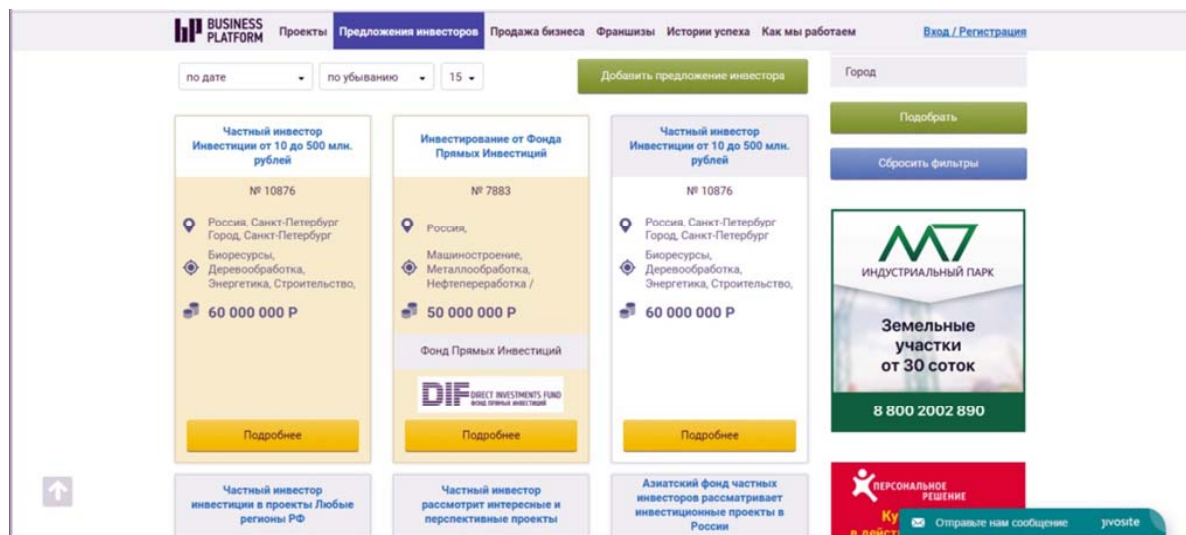 BUSINESS
PLATFORM
Проекты
Предложения инвесторов
Продажа бизнеса
Франшизы
Истории успеха
Как мы работаем
Вход / Регистрация
по дате
по убыванию
15
Добавить предложение инвестора
Город
Подобрать
Сбросить фильтры
Частный инвестор
Инвестиции от 10 до 500 млн.
рублей
№ 10876
Россия, Санкт-Петербург
Город, Санкт-Петербург
Биоресурсы,
Деревообработка,
Энергетика, Строительство,
60 000 000 Р
Подробнее
Инвестирование от Фонда
Прямых Инвестиций
№ 7883
Россия,
Машиностроение,
Металлообработка,
Нефтепереработка /
50 000 000 Р
Фонд Прямых Инвестиций
DIF DIRECT INVESTMENTS FUND
ФОНД ПРЯМЫХ ИНВЕСТИЦИЙ
Подробнее
Частный инвестор
Инвестиции от 10 до 500 млн.
рублей
№ 10876
Россия, Санкт-Петербург
Город, Санкт-Петербург
Биоресурсы,
Деревообработка,
Энергетика, Строительство,
60 000 000 Р
Подробнее
М7
ИНДУСТРИАЛЬНЫЙ ПАРК
Земельные
участки
от 30 соток
8 800 2002 890
Частный инвестор
инвестиции в проекты Любые
регионы РФ
Частный инвестор
рассмотрит интересные и
перспективные проекты
Азиатский фонд частных
инвесторов рассматривает
инвестиционные проекты в
России
ПЕРСОНАЛЬНОЕ
РЕШЕНИЕ
Отправьте нам сообщение
jivosite